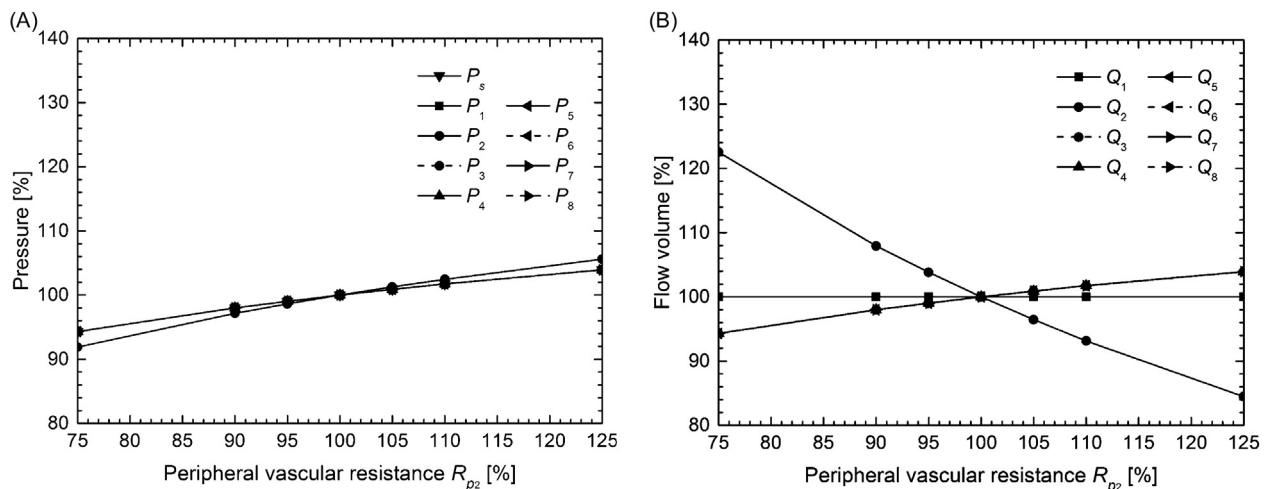 (A)
140
130
120
110
100
90
80
Pressure [%]
Ps
P1 P5
P2 P6
P3 P7
P4 P8
75 80 85 90 95 100 105 110 115 120 125
Peripheral vascular resistance Rp2 [%]
(B)
140
130
120
110
100
90
80
Flow volume [%]
Q1 Q5
Q2 Q6
Q3 Q7
Q4 Q8
75 80 85 90 95 100 105 110 115 120 125
Peripheral vascular resistance Rp2 [%]